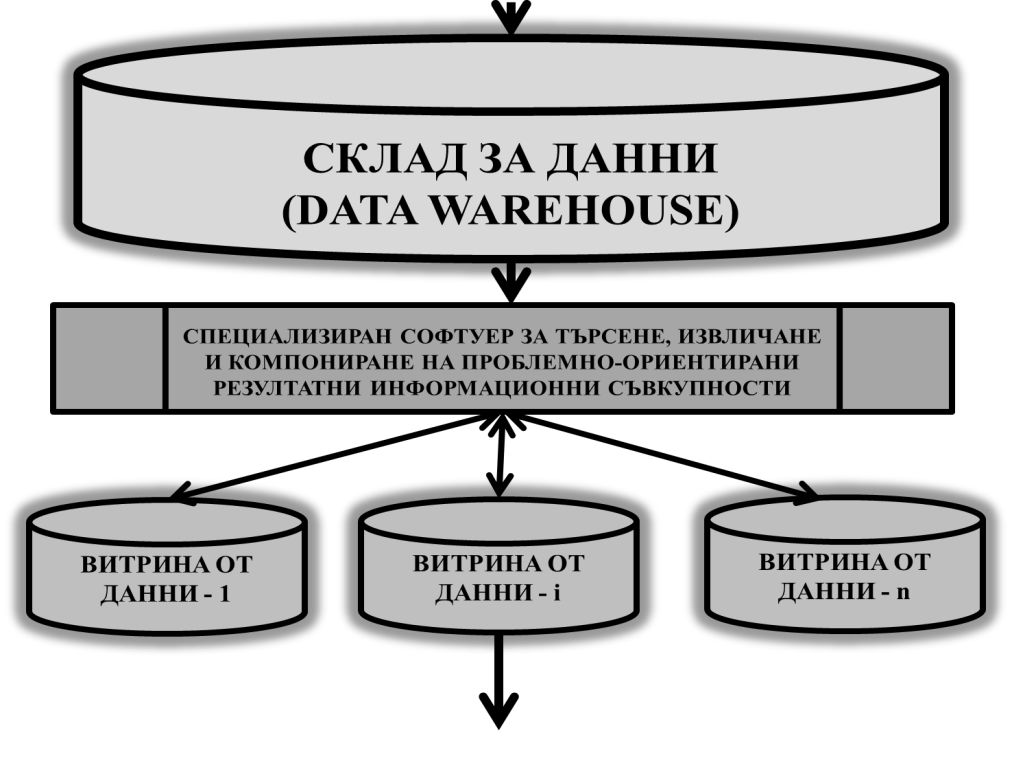 СКЛАД ЗА ДАННИ
(DATA WAREHOUSE)
СПЕЦИАЛИЗИРАН СОФТУЕР ЗА ТЪРСЕНЕ, ИЗВЛИЧАНЕ
И КОМПОНИРАНЕ НА ПРОБЛЕМНО-ОРИЕНТИРАНИ
РЕЗУЛТАТНИ ИНФОРМАЦИОННИ СЪВКУПНОСТИ
ВИТРИНА ОТ
ДАННИ - 1
ВИТРИНА ОТ
ДАННИ - i
ВИТРИНА ОТ
ДАННИ - n